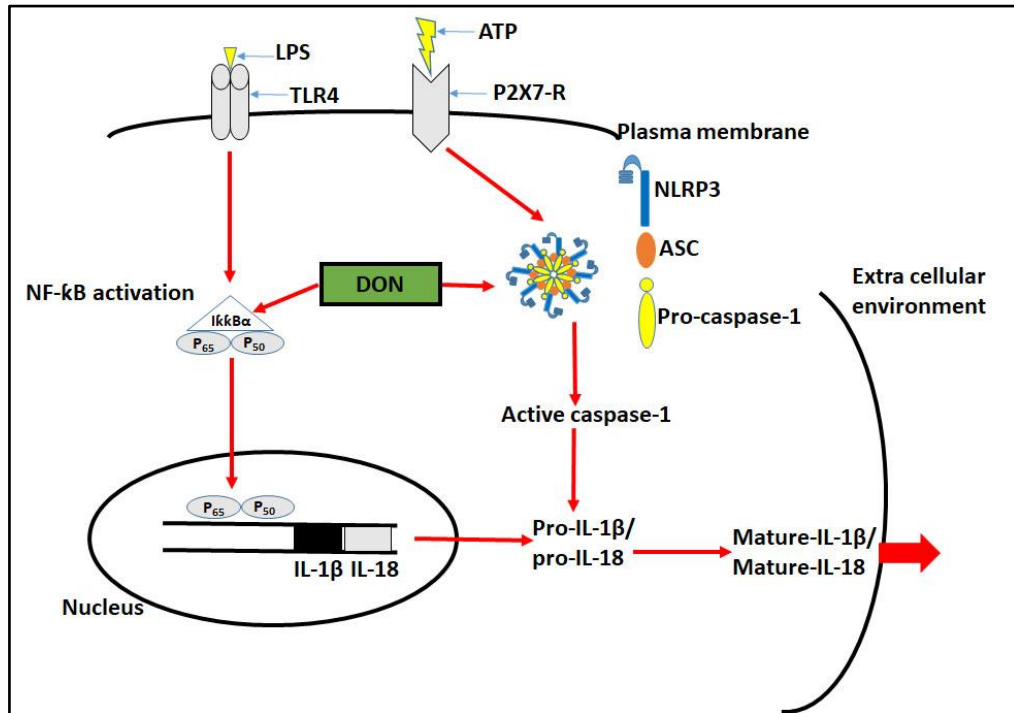 ATP
LPS
TLR4
P2X7-R
Plasma membrane
NLRP3
ASC
Pro-caspase-1
Extra cellular
environment
DON
NF-ƙB activation
IƙƙBα
P65
P50
Active caspase-1
P65
P50
IL-1β
IL-18
Nucleus
Pro-IL-1β/
pro-IL-18
Mature-IL-1β/
Mature-IL-18